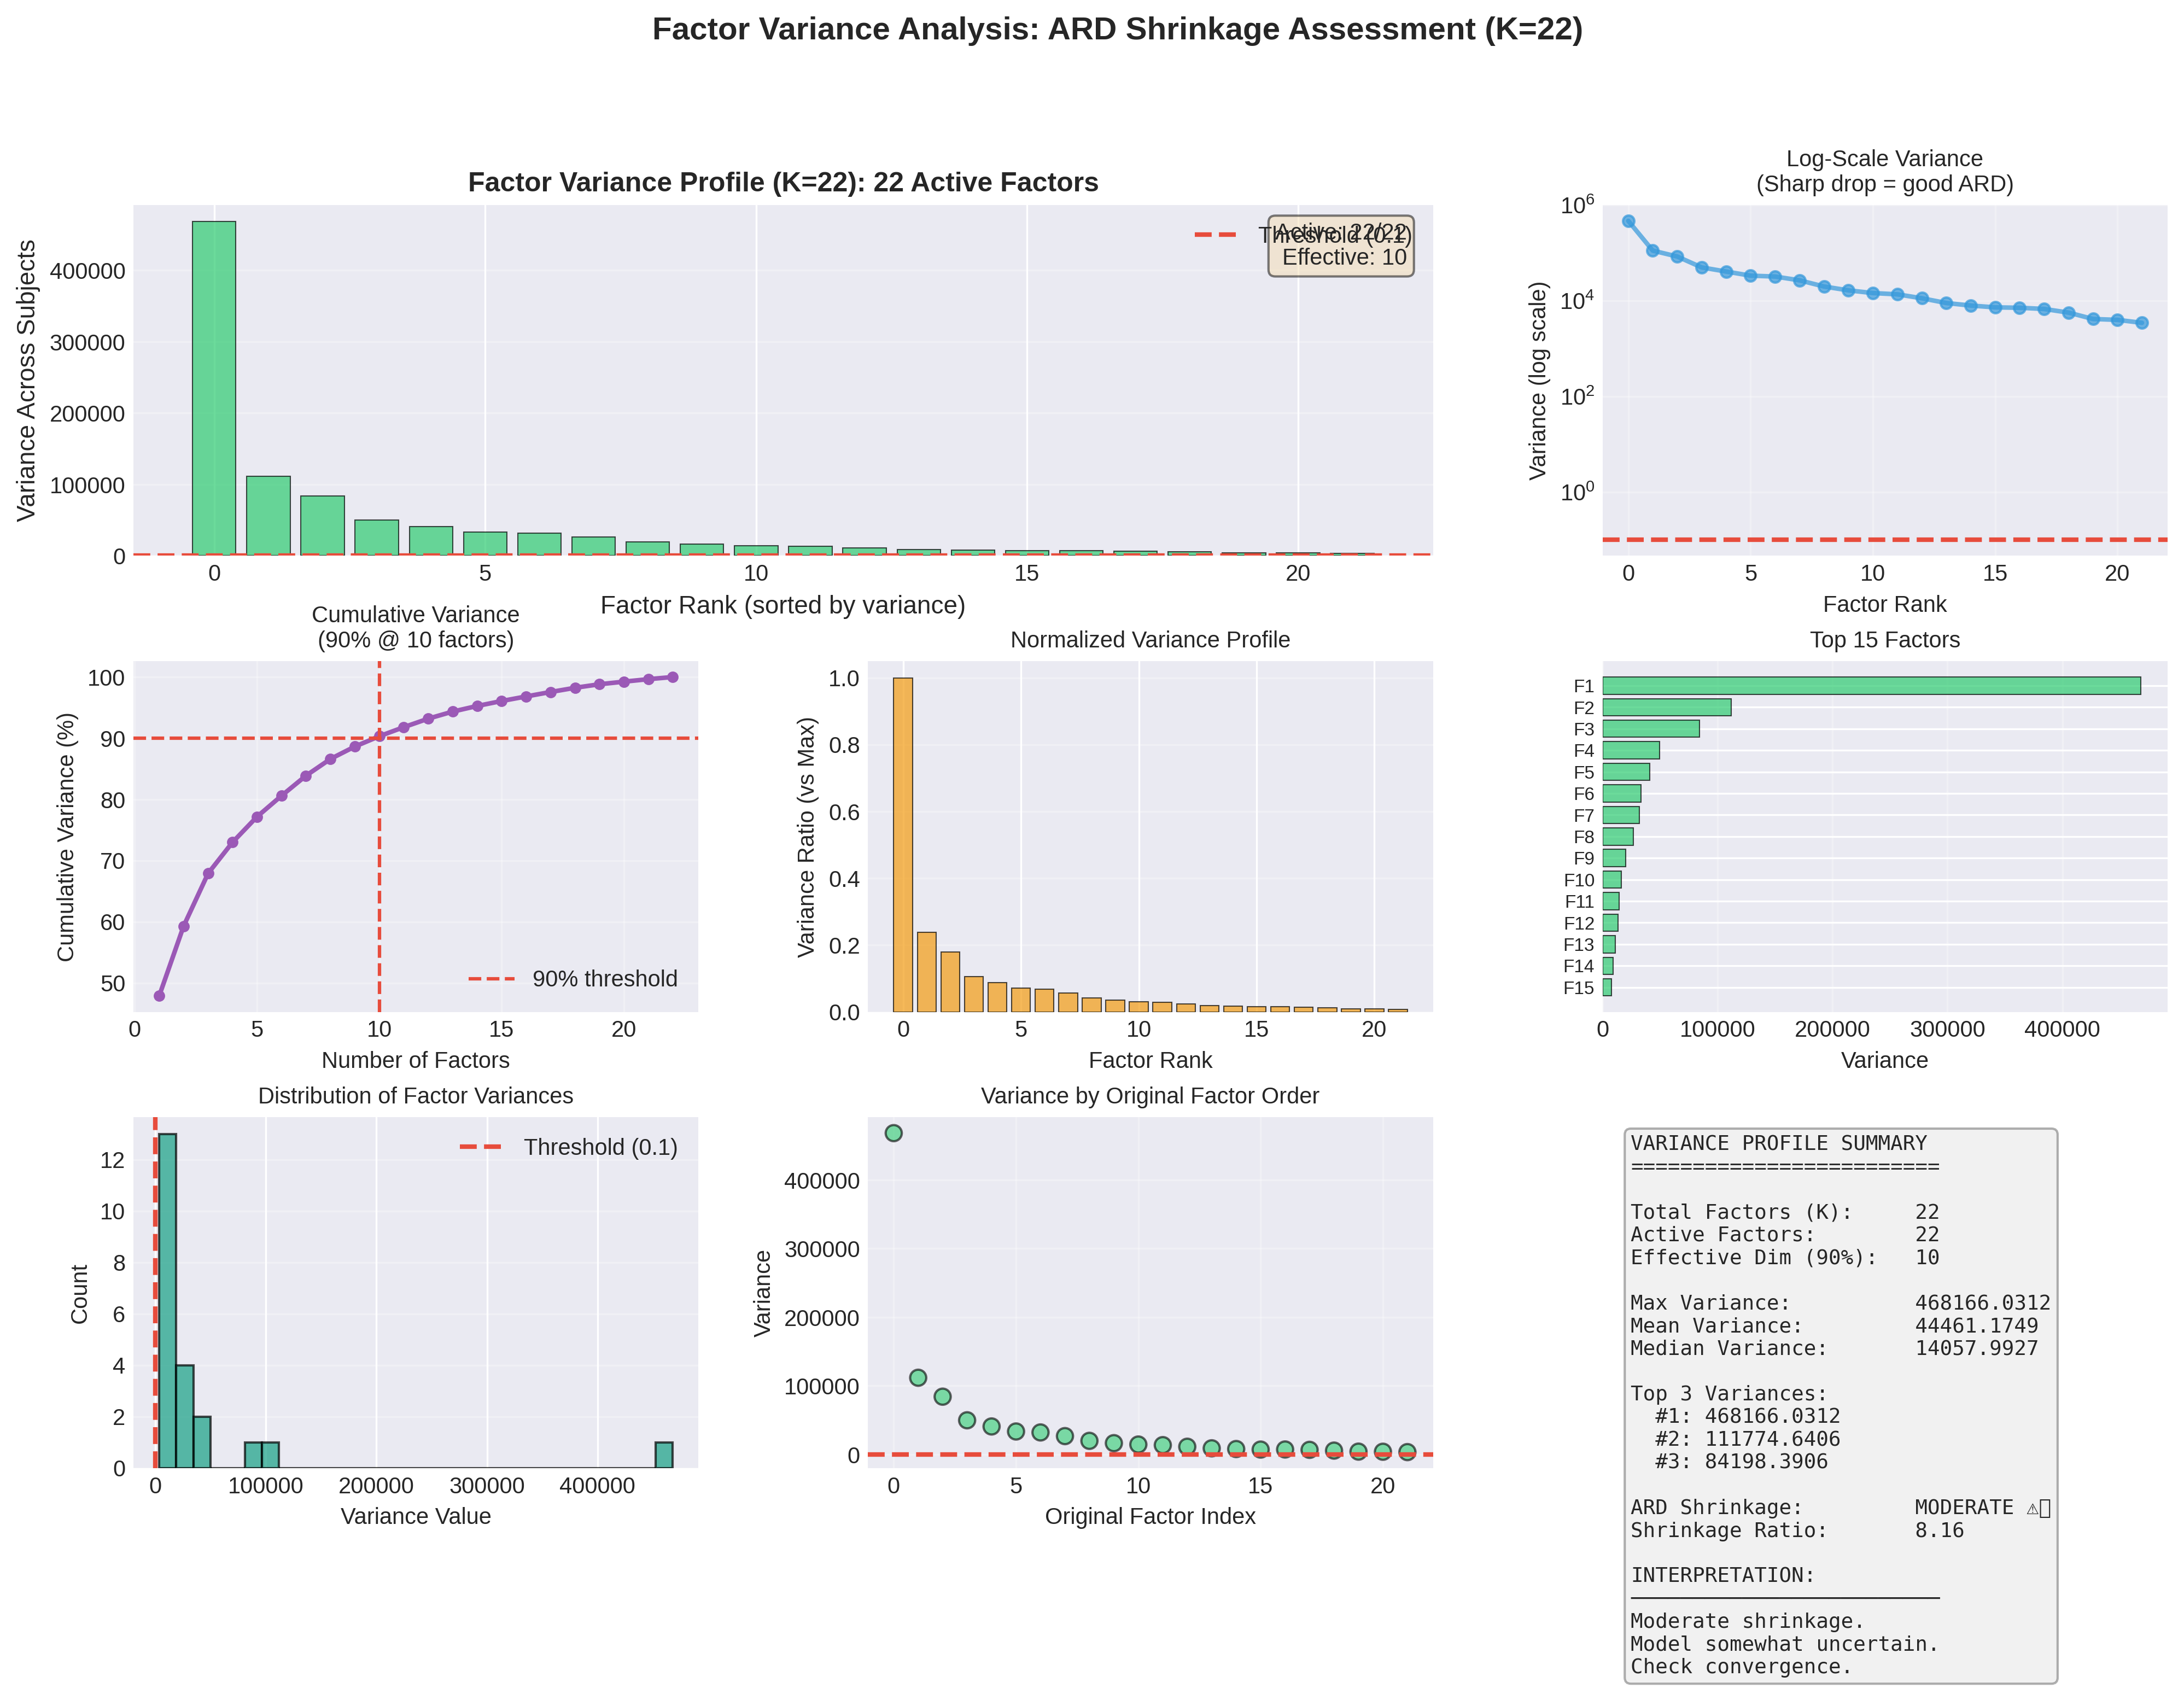 Factor Variance Analysis: ARD Shrinkage Assessment (K=22)
Factor Variance Profile (K=22): 22 Active Factors
Variance Across Subjects
400000
300000
200000
100000
0
Threshold (0.1)
Active: 22/22
Effective: 10
0 5 10 15 20
Factor Rank (sorted by variance)
Log-Scale Variance
(Sharp drop = good ARD)
Variance (log scale)
10^6
10^4
10^2
10^0
0 5 10 15 20
Factor Rank
Cumulative Variance
(90% @ 10 factors)
Cumulative Variance (%)
100
90
80
70
60
50
90% threshold
0 5 10 15 20
Number of Factors
Normalized Variance Profile
Variance Ratio (vs Max)
1.0
0.8
0.6
0.4
0.2
0.0
0 5 10 15 20
Factor Rank
Top 15 Factors
F1
F2
F3
F4
F5
F6
F7
F8
F9
F10
F11
F12
F13
F14
F15
0 100000 200000 300000 400000
Variance
Distribution of Factor Variances
Count
12
10
8
6
4
2
0
Threshold (0.1)
0 100000 200000 300000 400000
Variance Value
Variance by Original Factor Order
Variance
400000
300000
200000
100000
0
0 5 10 15 20
Original Factor Index
VARIANCE PROFILE SUMMARY
=========================
Total Factors (K): 22
Active Factors: 22
Effective Dim (90%): 10
Max Variance: 468166.0312
Mean Variance: 44461.1749
Median Variance: 14057.9927
Top 3 Variances:
#1: 468166.0312
#2: 111774.6406
#3: 84198.3906
ARD Shrinkage: MODERATE ⚠
Shrinkage Ratio: 8.16
INTERPRETATION:
Moderate shrinkage.
Model somewhat uncertain.
Check convergence.